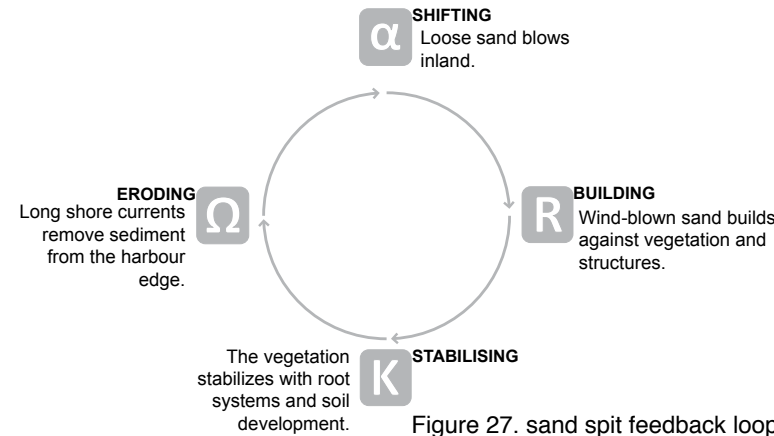 α
SHIFTING
Loose sand blows
inland.
R
BUILDING
Wind-blown sand builds
against vegetation and
structures.
K
STABILISING
The vegetation
stabilizes with root
systems and soil
development.
Ω
ERODING
Long shore currents
remove sediment
from the harbour
edge.
Figure 27. sand spit feedback loop